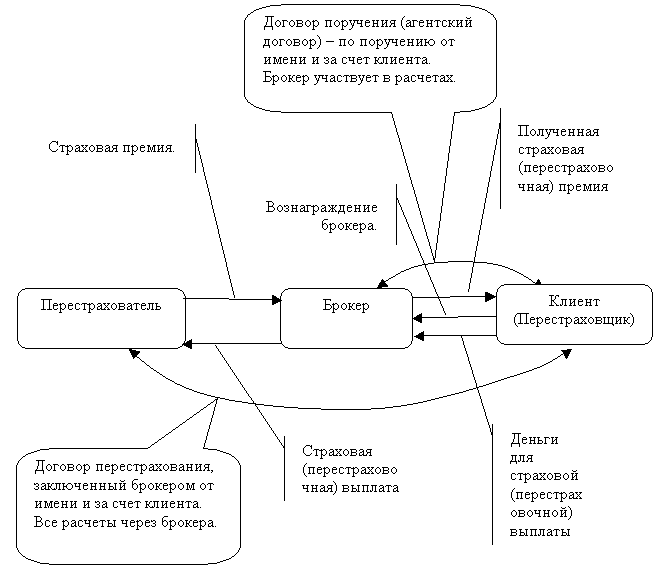 Договор поручения (агентский
договор) – по поручению от
имени и за счет клиента.
Брокер участвует в расчетах.
Страховая премия.
Полученная
страховая
(перестрахово
чная) премия
Вознаграждение
брокера.
Перестрахователь
Брокер
Клиент
(Перестраховщик)
Договор перестрахования,
заключенный брокером от
имени и за счет клиента.
Все расчеты через брокера.
Страховая
(перестрахово
чная) выплата
Деньги
для
страховой
(перестрах
овочной)
выплаты